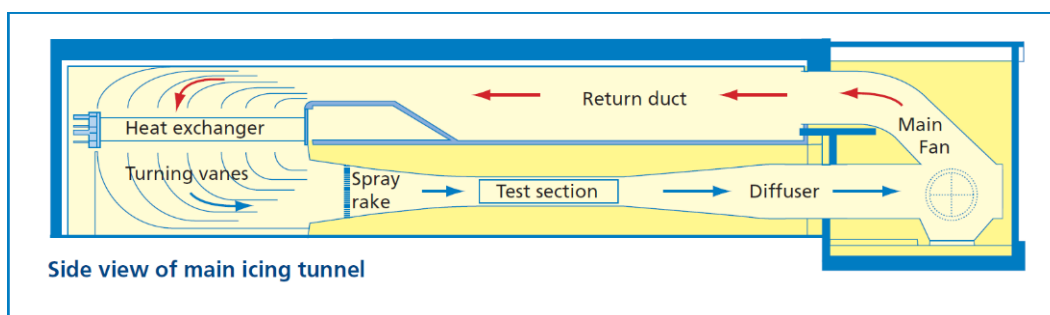 Return duct
Main
Fan
Heat exchanger
Turning vanes
Spray
rake
Test section
Diffuser
Side view of main icing tunnel